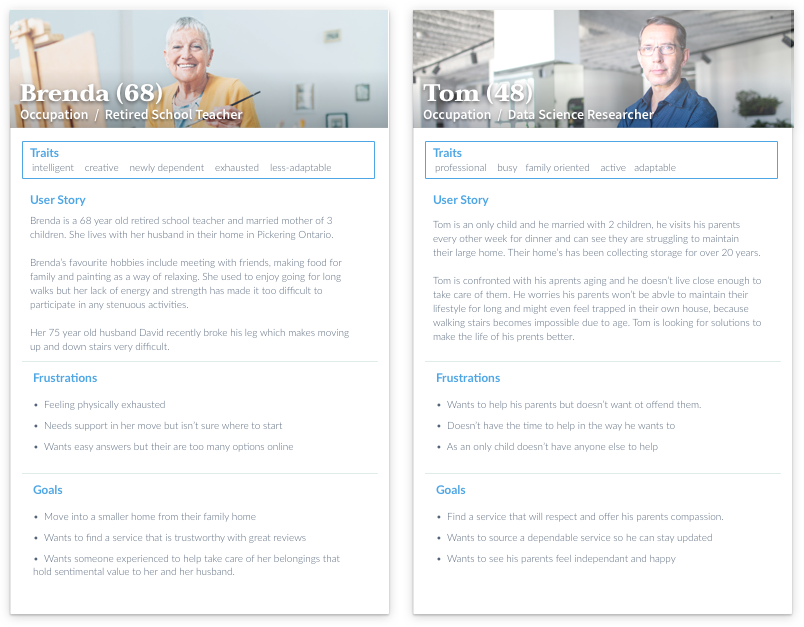 Brenda (68)
Occupation / Retired School Teacher
Traits
intelligent creative newly dependent exhausted less-adaptable
User Story
Brenda is a 68 year old retired school teacher and married mother of 3
children. She lives with her husband in their home in Pickering Ontario.
Brenda's favourite hobbies include meeting with friends, making food for
family and painting as a way of relaxing. She used to enjoy going for long
walks but her lack of energy and strength has made it too difficult to
participate in any stenuous activities.
Her 75 year old husband David recently broke his leg which makes moving
up and down stairs very difficult.
Frustrations
• Feeling physically exhausted
• Needs support in her move but isn't sure where to start
• Wants easy answers but their are too many options online
Goals
• Move into a smaller home from their family home
• Wants to find a service that is trustworthy with great reviews
• Wants someone experienced to help take care of her belongings that
hold sentimental value to her and her husband.
Tom (48)
Occupation / Data Science Researcher
Traits
professional busy family oriented active adaptable
User Story
Tom is an only child and he married with 2 children, he visits his parents
every other week for dinner and can see they are struggling to maintain
their large home. Their home's has been collecting storage for over 20 years.
Tom is confronted with his aprents aging and he doesn't live close enough to
take care of them. He worries his parents won't be abvle to maintain their
lifestyle for long and might even feel trapped in their own house, because
walking stairs becomes impossible due to age. Tom is looking for solutions to
make the life of his prents better.
Frustrations
• Wants to help his parents but doesn't want ot offend them.
• Doesn't have the time to help in the way he wants to
• As an only child doesn't have anyone else to help
Goals
• Find a service that will respect and offer his parents compassion.
• Wants to source a dependable service so he can stay updated
• Wants to see his parents feel independant and happy